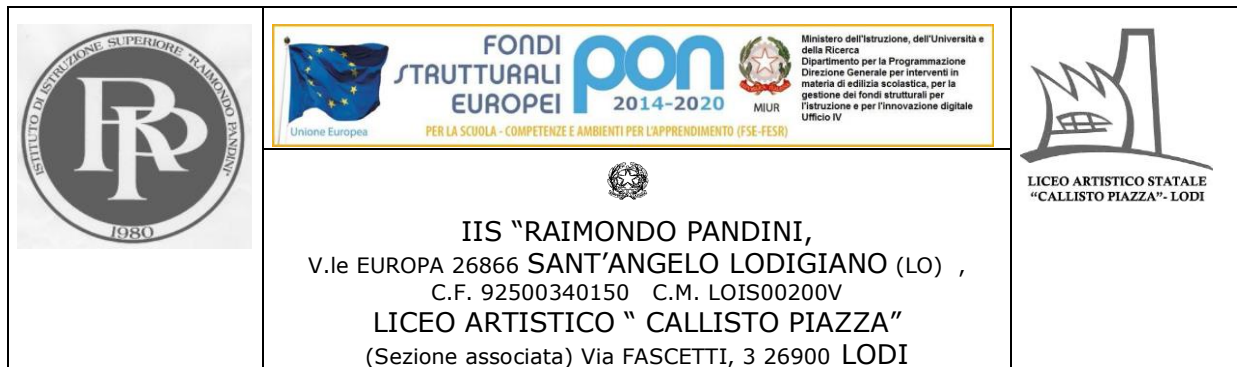 ISTITUTO DI ISTRUZIONE SUPERIORE "RAIMONDO PANDINI"
1980
Unione Europea
FONDI
STRUTTURALI
EUROPEI
pon
2014-2020
MIUR
Ministero dell'Istruzione, dell'Università e
della Ricerca
Dipartimento per la Programmazione
Direzione Generale per interventi in
materia di edilizia scolastica, per la
gestione dei fondi strutturali per
l'istruzione e per l'innovazione digitale
Ufficio IV
PER LA SCUOLA - COMPETENZE E AMBIENTI PER L'APPRENDIMENTO (FSE-FESR)
LICEO ARTISTICO STATALE
"CALLISTO PIAZZA"- LODI
IIS "RAIMONDO PANDINI,
V.le EUROPA 26866 SANT'ANGELO LODIGIANO (LO) ,
C.F. 92500340150 C.M. LOIS00200V
LICEO ARTISTICO " CALLISTO PIAZZA"
(Sezione associata) Via FASCETTI, 3 26900 LODI